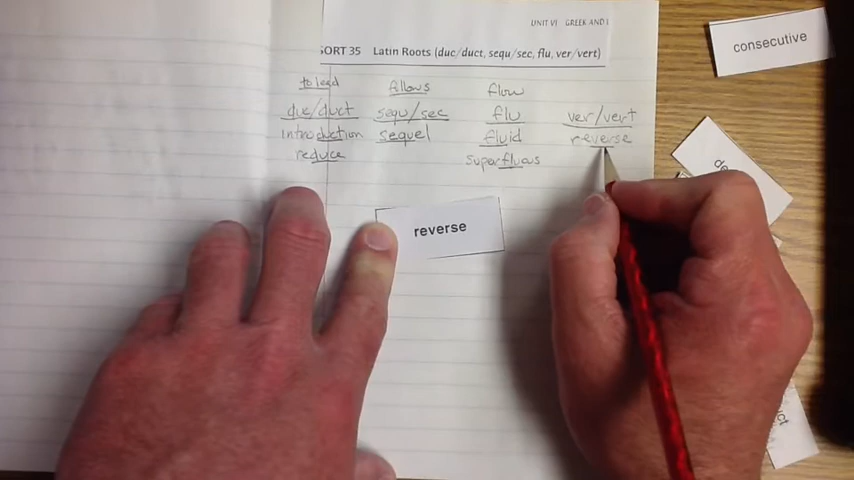 UNIT VI GREEK AND
SORT 35 Latin Roots (duc/duct, sequ/sec, flu, ver/vert)
to lead follows flow
duc/duct sequ/sec flu ver/vert
introduction sequel fluid reverse
reduce superfluous
reverse
consecutive